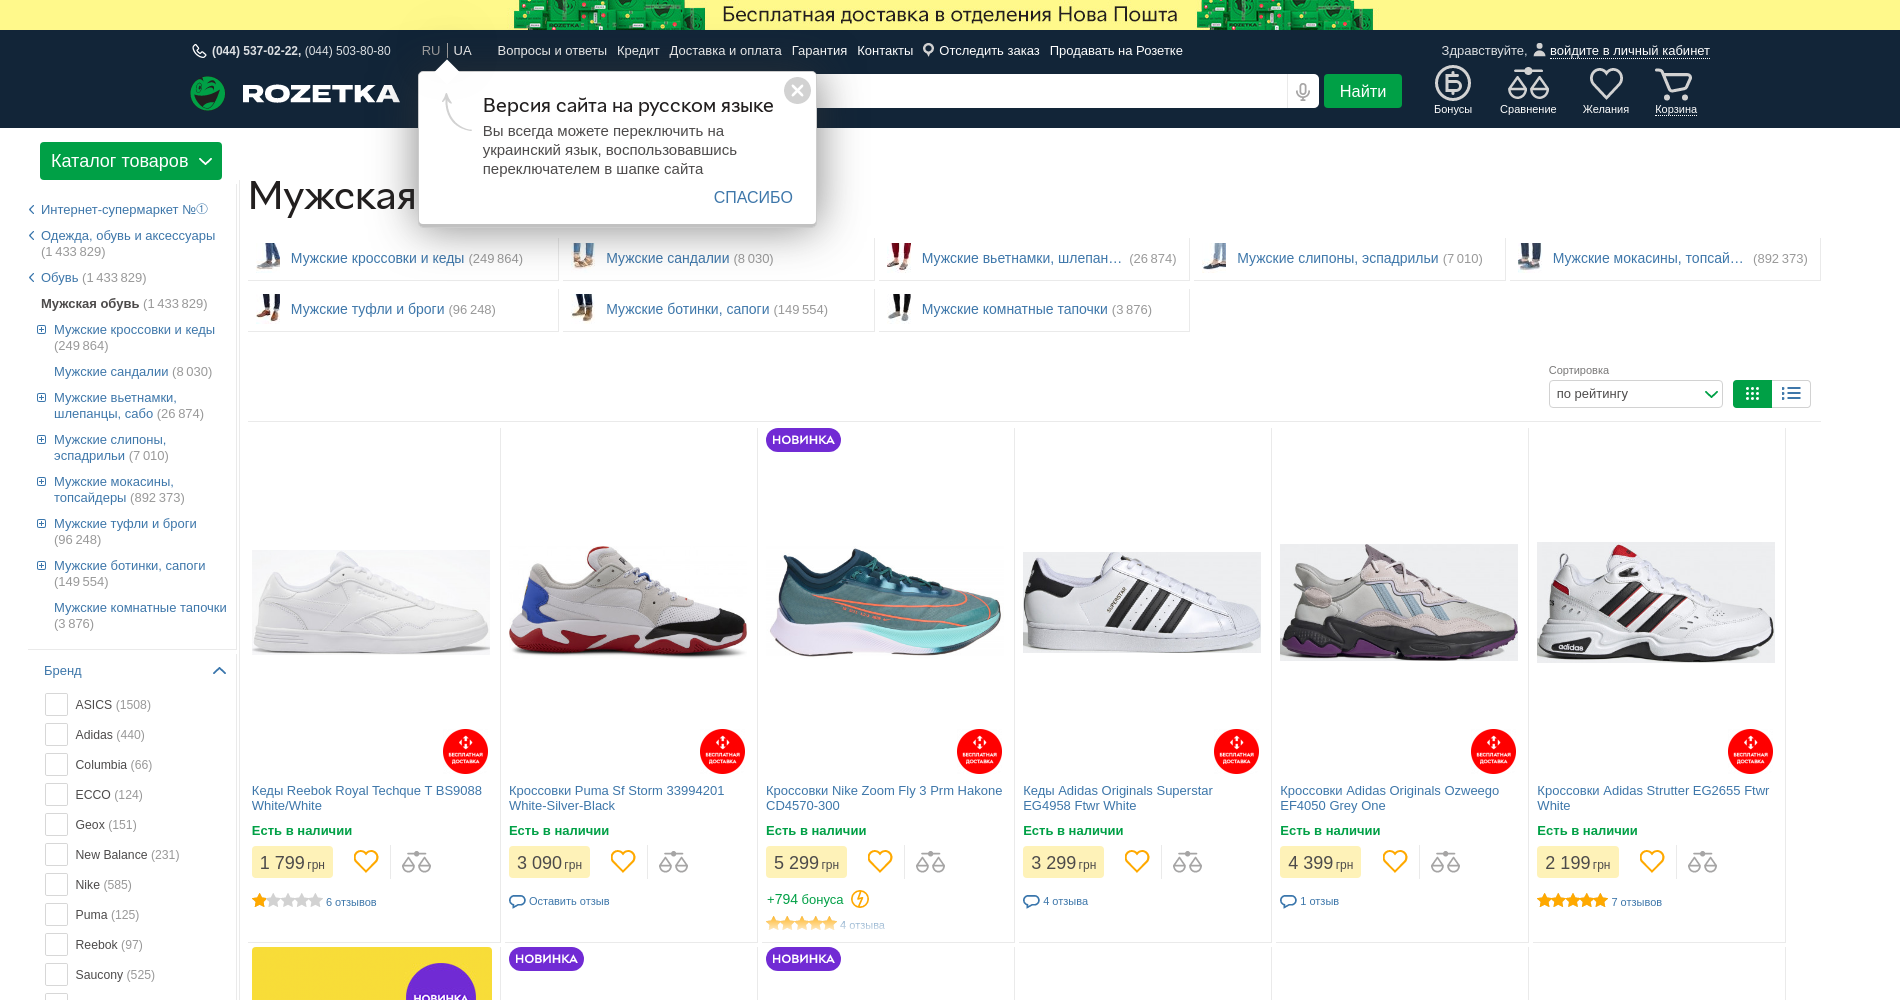 Бесплатная доставка в отделения Нова Пошта
(044) 537-02-22, (044) 503-80-80
RU UA
Вопросы и ответы Кредит Доставка и оплата Гарантия Контакты Отследить заказ Продавать на Розетке
Здравствуйте, войдите в личный кабинет
ROZETKA
Найти
Бонусы Сравнение Желания Корзина
Версия сайта на русском языке
Вы всегда можете переключить на
украинский язык, воспользовавшись
переключателем в шапке сайта
СПАСИБО
Каталог товаров
Мужская
Интернет-супермаркет №①
Одежда, обувь и аксессуары
(1 433 829)
Обувь (1 433 829)
Мужская обувь (1 433 829)
Мужские кроссовки и кеды
(249 864)
Мужские сандалии (8 030)
Мужские вьетнамки,
шлепанцы, сабо (26 874)
Мужские слипоны,
эспадрильи (7 010)
Мужские мокасины,
топсайдеры (892 373)
Мужские туфли и броги
(96 248)
Мужские ботинки, сапоги
(149 554)
Мужские комнатные тапочки
(3 876)
Бренд
ASICS (1508)
Adidas (440)
Columbia (66)
ECCO (124)
Geox (151)
New Balance (231)
Nike (585)
Puma (125)
Reebok (97)
Saucony (525)
Мужские кроссовки и кеды (249 864)
Мужские сандалии (8 030)
Мужские вьетнамки, шлепан… (26 874)
Мужские слипоны, эспадрильи (7 010)
Мужские мокасины, топсай… (892 373)
Мужские туфли и броги (96 248)
Мужские ботинки, сапоги (149 554)
Мужские комнатные тапочки (3 876)
Сортировка
по рейтингу
БЕСПЛАТНАЯ
ДОСТАВКА
Кеды Reebok Royal Techque T BS9088
White/White
Есть в наличии
1 799 грн
6 отзывов
БЕСПЛАТНАЯ
ДОСТАВКА
Кроссовки Puma Sf Storm 33994201
White-Silver-Black
Есть в наличии
3 090 грн
Оставить отзыв
НОВИНКА
БЕСПЛАТНАЯ
ДОСТАВКА
Кроссовки Nike Zoom Fly 3 Prm Hakone
CD4570-300
Есть в наличии
5 299 грн
+794 бонуса
4 отзыва
SUPERSTAR
БЕСПЛАТНАЯ
ДОСТАВКА
Кеды Adidas Originals Superstar
EG4958 Ftwr White
Есть в наличии
3 299 грн
4 отзыва
БЕСПЛАТНАЯ
ДОСТАВКА
Кроссовки Adidas Originals Ozweego
EF4050 Grey One
Есть в наличии
4 399 грн
1 отзыв
adidas
БЕСПЛАТНАЯ
ДОСТАВКА
Кроссовки Adidas Strutter EG2655 Ftwr
White
Есть в наличии
2 199 грн
7 отзывов
НОВИНКА
НОВИНКА
НОВИНКА